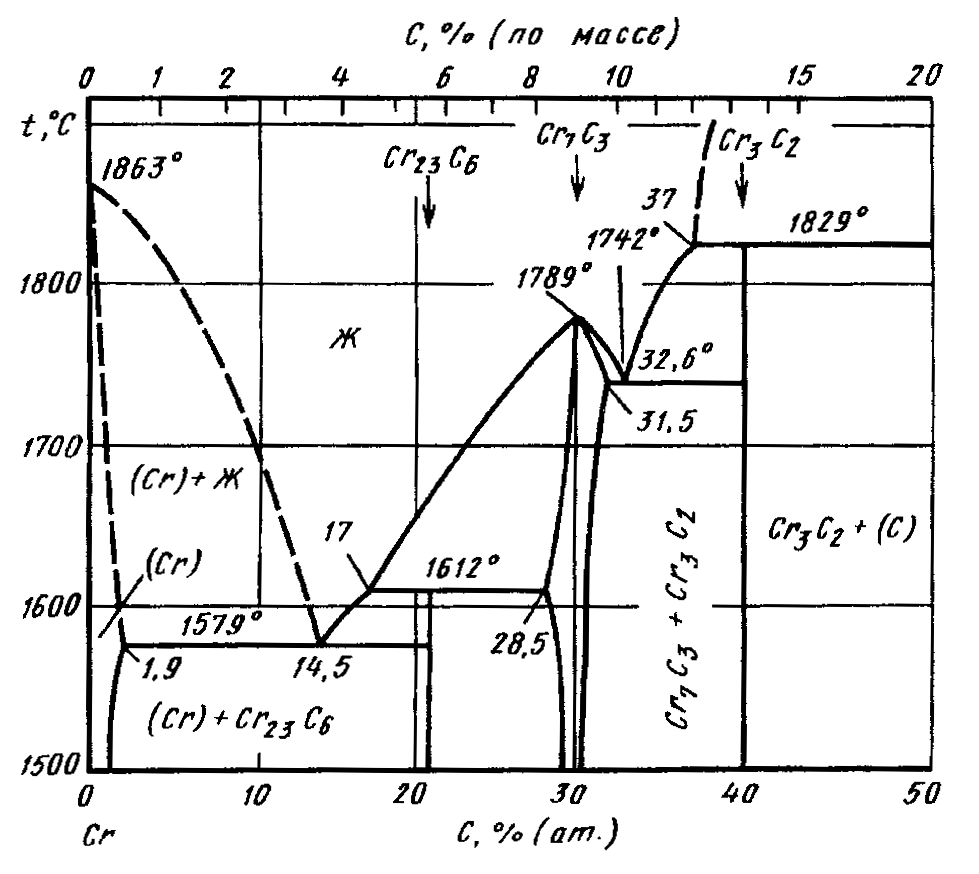 C, % (по массе)
0 1 2 4 6 8 10 15 20
t, °C
Cr₂₃C₆ Cr₇C₃ Cr₃C₂
1863°
37
1829°
1742°
1789°
1800
Ж
32,6°
31,5
1700
(Cr) + Ж
17
Cr₃C₂ + (C)
(Cr)
1612°
1600
1579°
28,5
Cr₇C₃ + Cr₃C₂
1,9 14,5
(Cr) + Cr₂₃C₆
1500
0 10 20 30 40 50
Cr C, % (ат.)